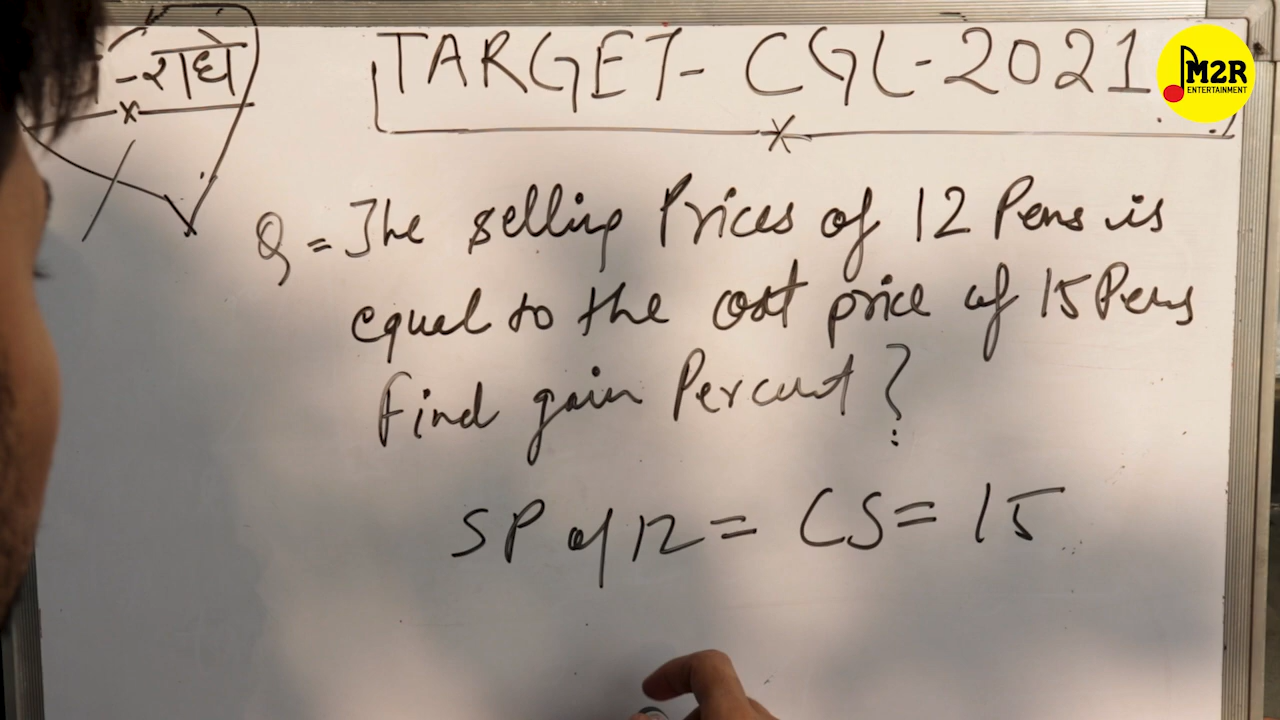 -राधे
TARGET- CGL-2021
M2R
ENTERTAINMENT
Q = The selling Prices of 12 Pens is
equal to the cost price of 15 Pens
find gain Percent ?
SP of 12 = CS = 15